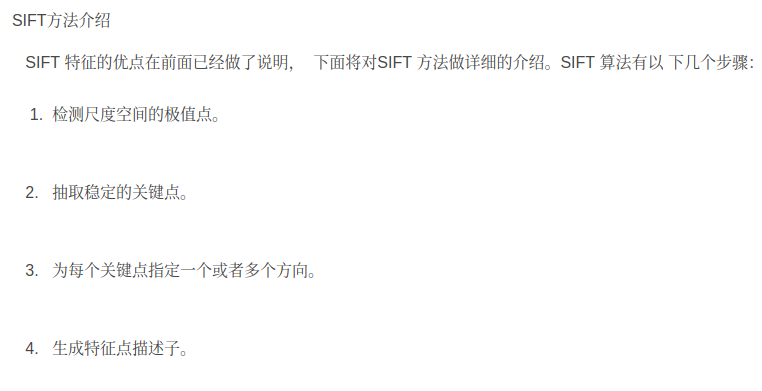 SIFT方法介绍
SIFT 特征的优点在前面已经做了说明， 下面将对SIFT 方法做详细的介绍。SIFT 算法有以 下几个步骤：
1. 检测尺度空间的极值点。
2. 抽取稳定的关键点。
3. 为每个关键点指定一个或者多个方向。
4. 生成特征点描述子。